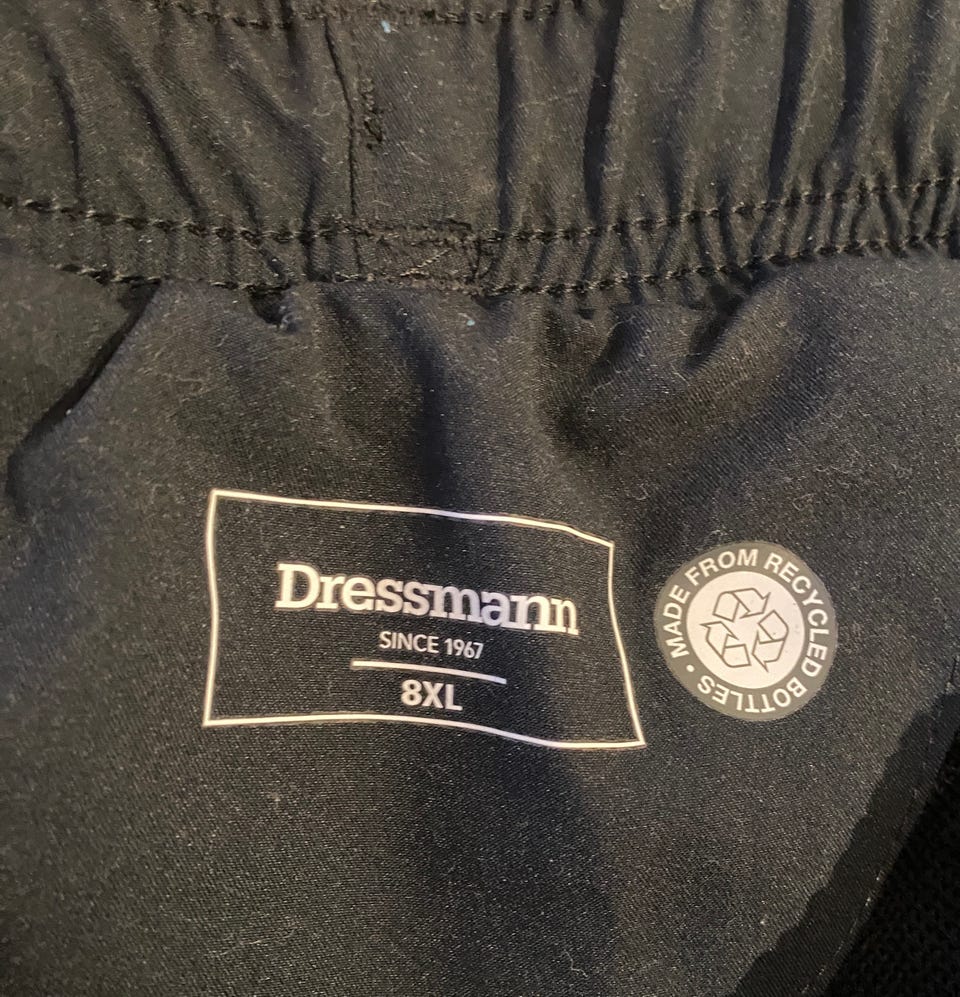 Dressmann
SINCE 1967
8XL
MADE FROM RECYCLED BOTTLES •